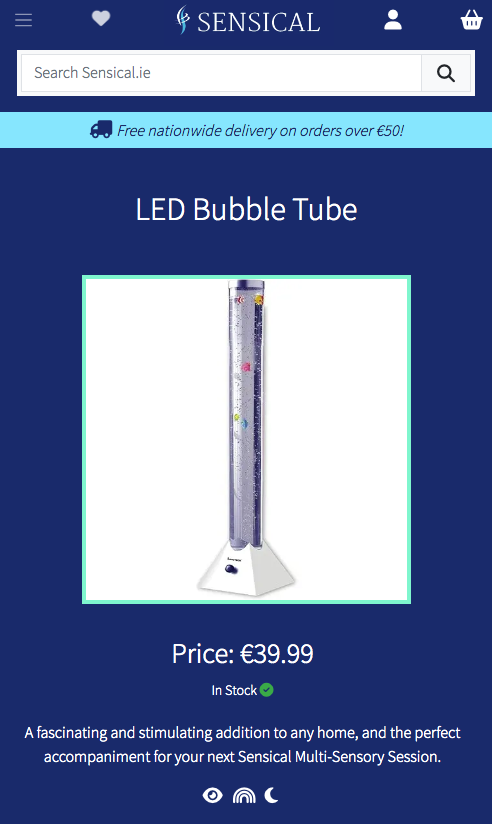 SENSICAL
Search Sensical.ie
Free nationwide delivery on orders over €50!
LED Bubble Tube
Price: €39.99
In Stock
A fascinating and stimulating addition to any home, and the perfect
accompaniment for your next Sensical Multi-Sensory Session.